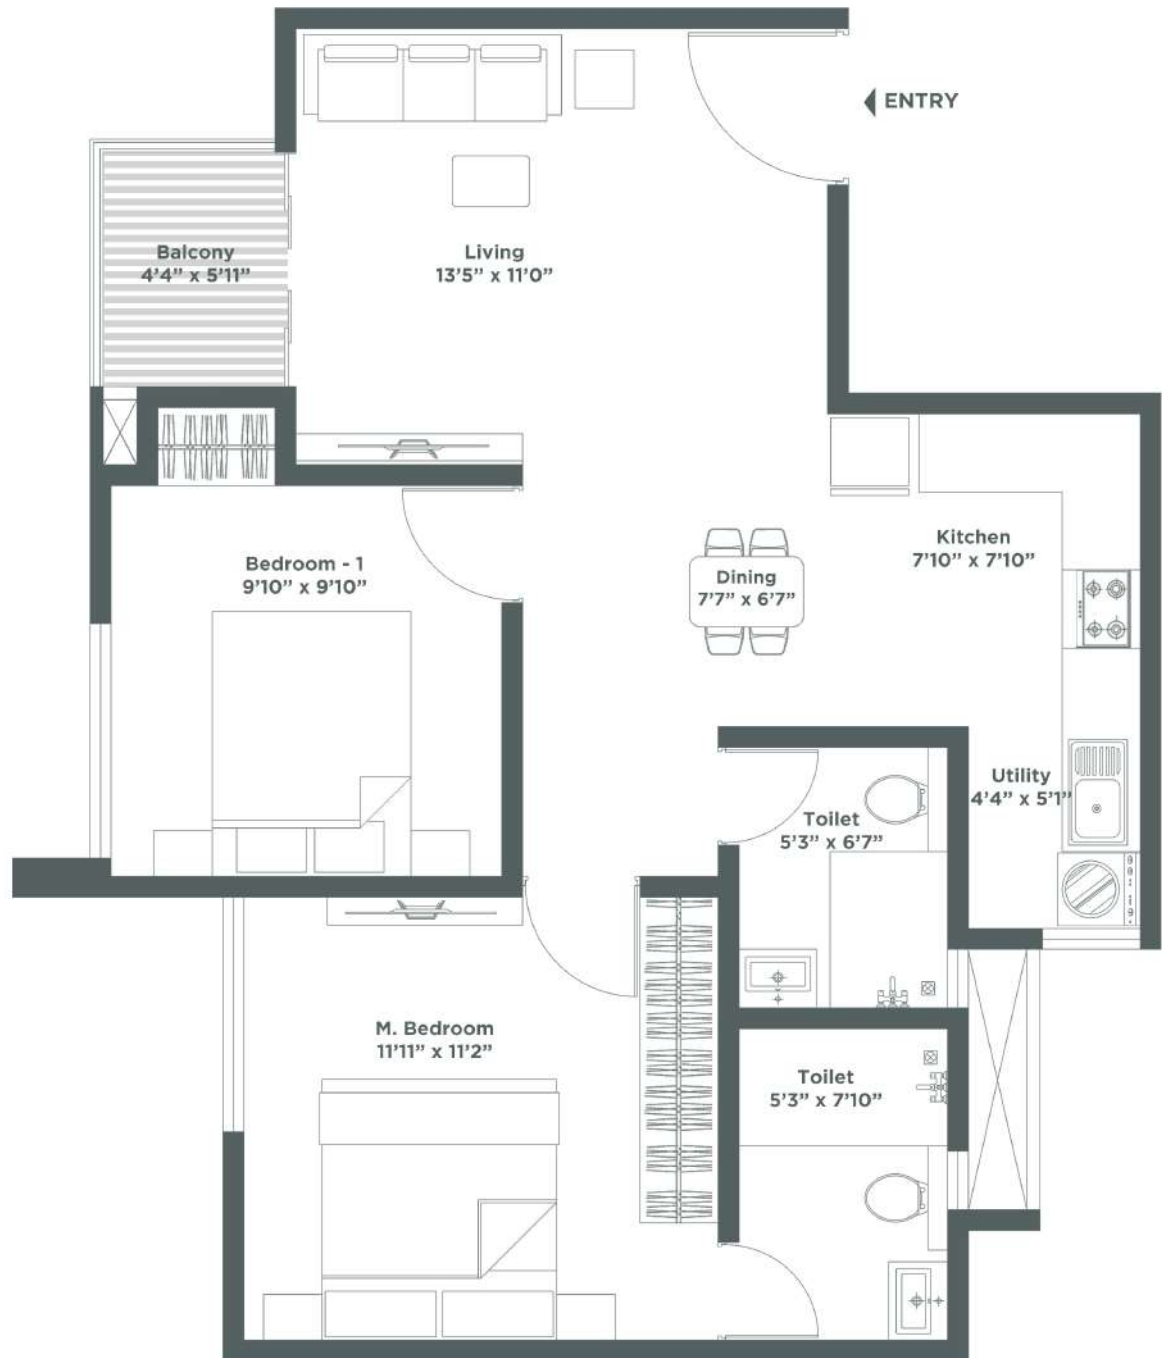 ENTRY
Balcony
4'4” x 5'11”
Living
13'5” x 11'0”
Kitchen
7'10” x 7'10”
Bedroom - 1
9'10” x 9'10”
Dining
7'7” x 6'7”
Utility
4'4” x 5'1”
Toilet
5'3” x 6'7”
M. Bedroom
11'11” x 11'2”
Toilet
5'3” x 7'10”